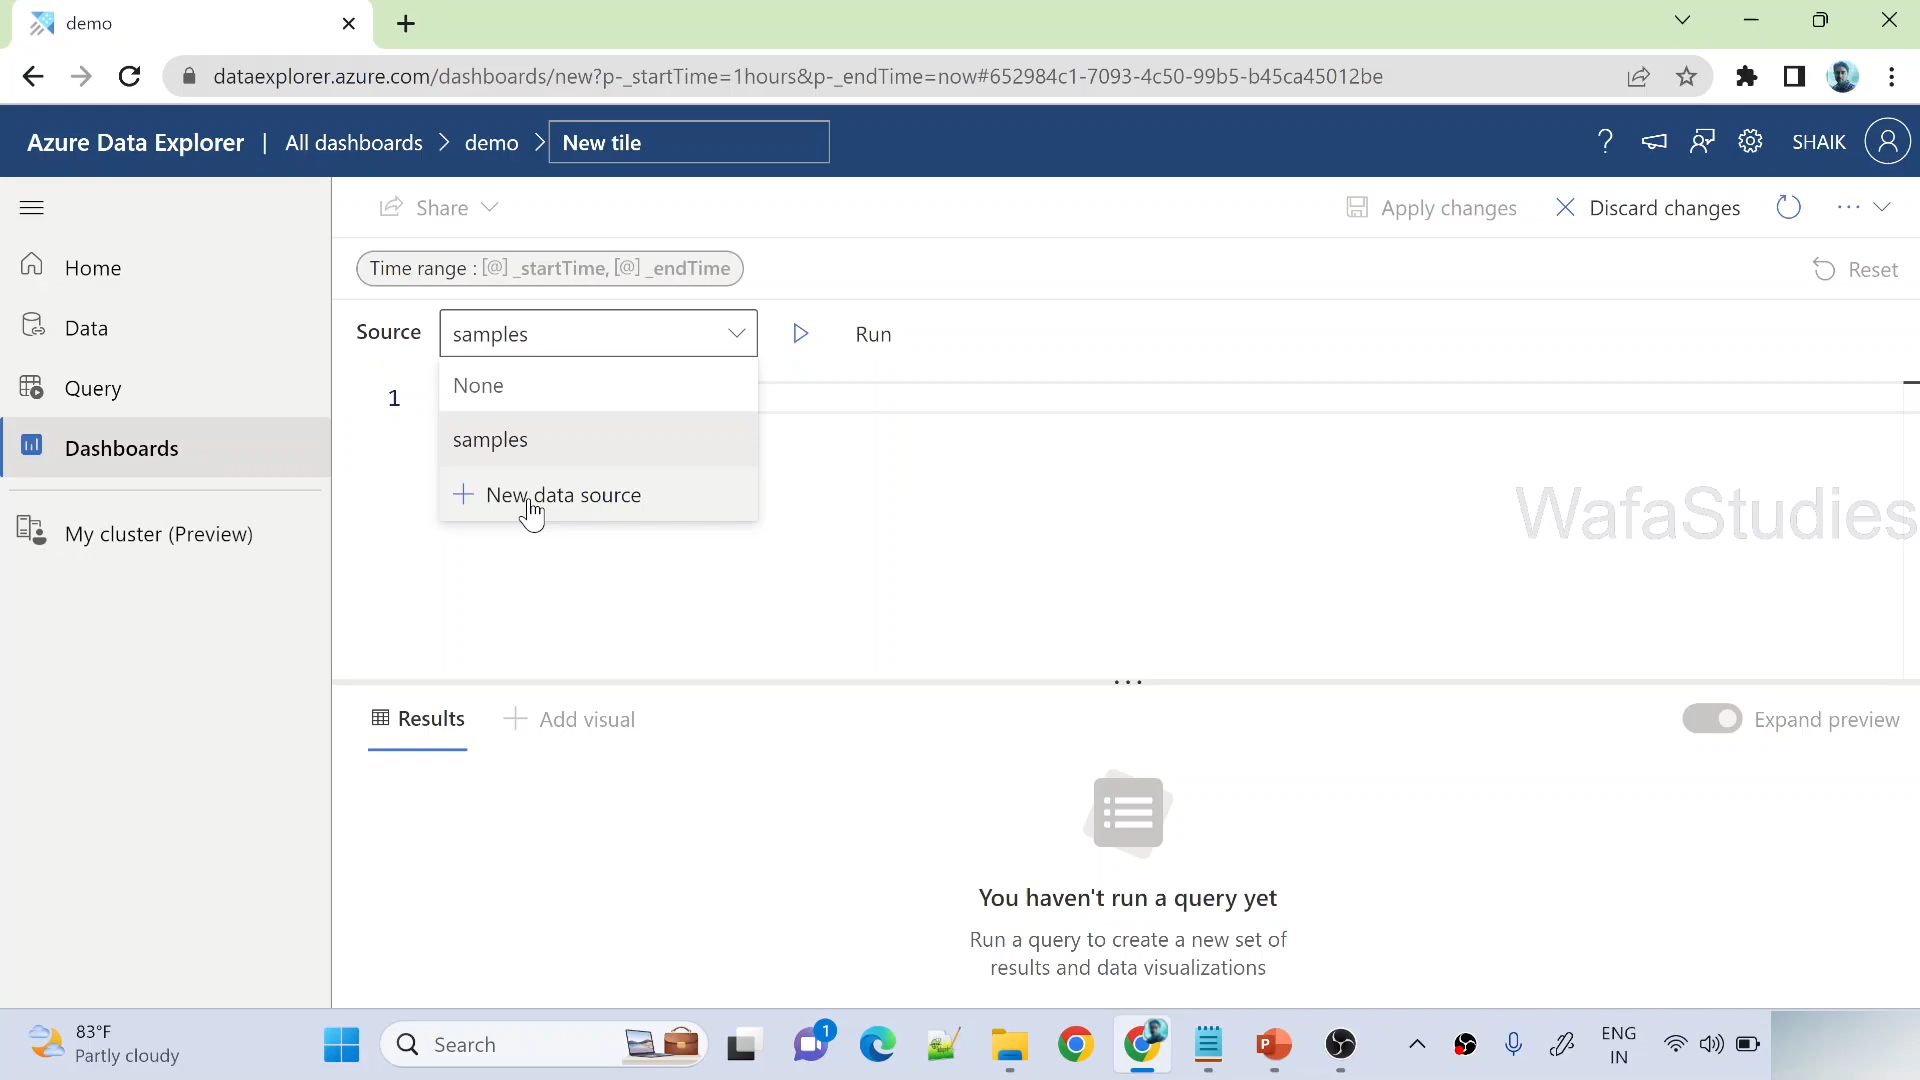 demo
dataexplorer.azure.com/dashboards/new?p-_startTime=1hours&p-_endTime=now#652984c1-7093-4c50-99b5-b45ca45012be
Azure Data Explorer | All dashboards > demo > New tile
SHAIK
Share
Apply changes
Discard changes
Home
Time range : [@] _startTime, [@] _endTime
Reset
Data
Source
samples
Run
Query
1
None
samples
Dashboards
New data source
My cluster (Preview)
WafaStudies
Results
Add visual
Expand preview
You haven't run a query yet
Run a query to create a new set of
results and data visualizations
83°F
Partly cloudy
Search
1
ENG
IN